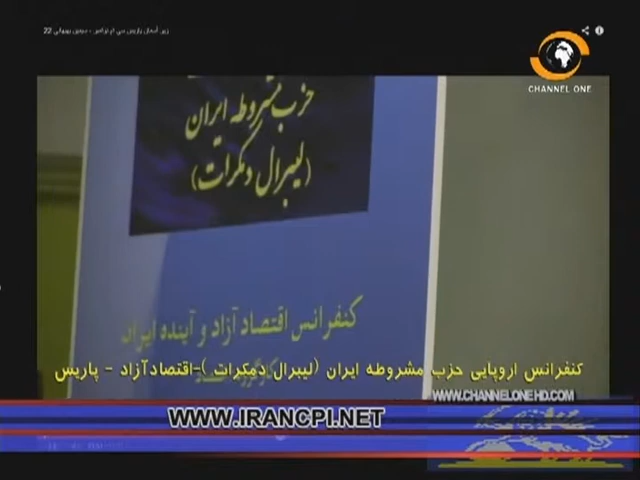 CHANNEL ONE
حزب مشروطه ایران
(لیبرال دمکرات)
کنفرانس اقتصاد آزاد و آینده ایران
کنفرانس اروپایی حزب مشروطه ایران (لیبرال دمکرات)-اقتصادآزاد - پاریس
WWW.CHANNELONEHD.COM
WWW.IRANCPI.NET